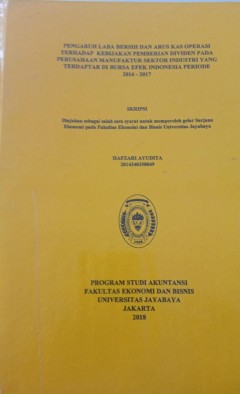 PENGARUH LABA BERSIH DAN ARUS KAS OPERASI
TERHADAP KEBIJAKAN PEMBERIAN DIVIDEN PADA
PERUSAHAAN MANUFAKTUR SEKTOR INDUSTRI YANG
TERDAFTAR DI BURSA EFEK INDONESIA PERIODE
2014 - 2017
SKRIPSI
Diajukan sebagai salah satu syarat untuk memperoleh gelar Sarjana
Ekonomi pada Fakultas Ekonomi dan Bisnis Universitas Jayabaya
AYUDITA
PROGRAM STUDI AKUNTANSI
FAKULTAS EKONOMI DAN BISNIS
UNIVERSITAS JAYABAYA
JAKARTA
2018